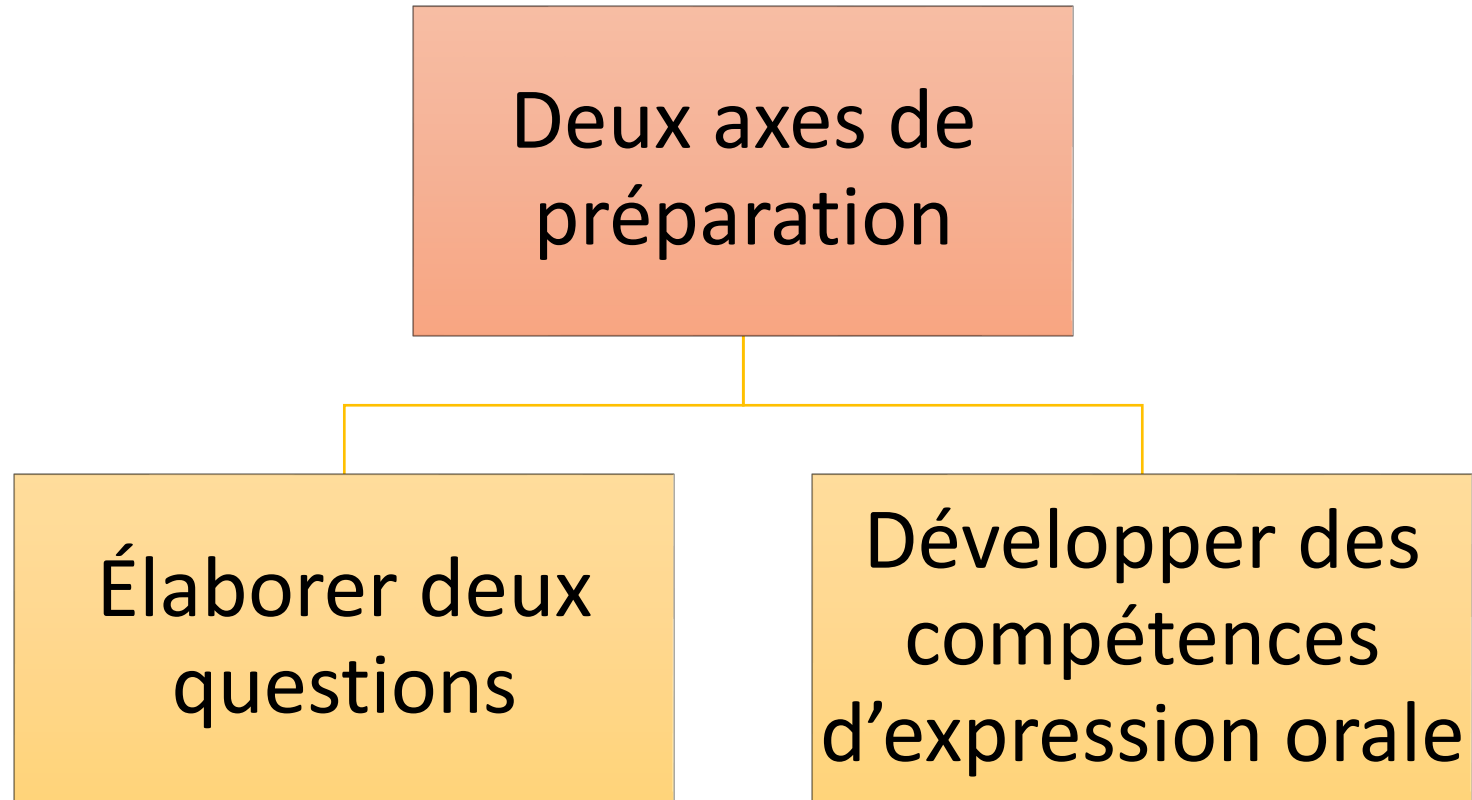 Deux axes de
préparation
Élaborer deux
questions
Développer des
compétences
d’expression orale